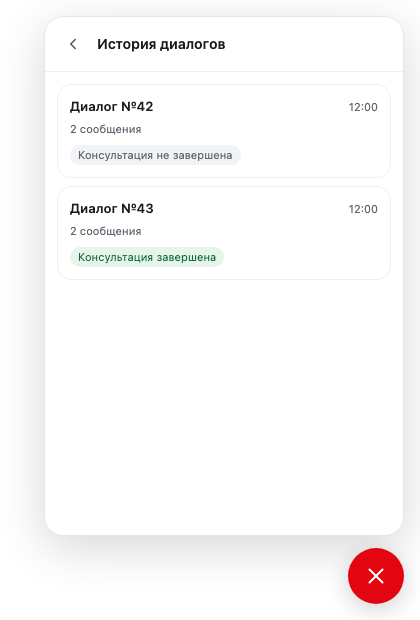 История диалогов
Диалог №42
12:00
2 сообщения
Консультация не завершена
Диалог №43
12:00
2 сообщения
Консультация завершена